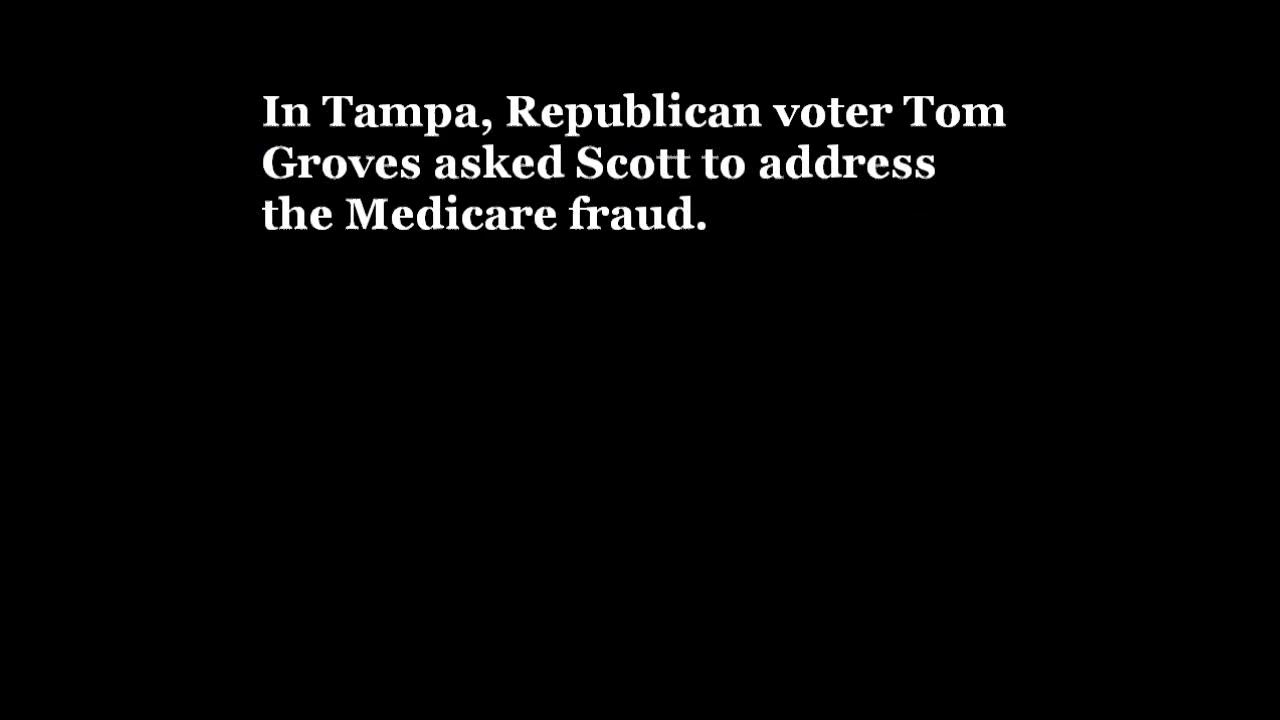 In Tampa, Republican voter Tom
Groves asked Scott to address
the Medicare fraud.